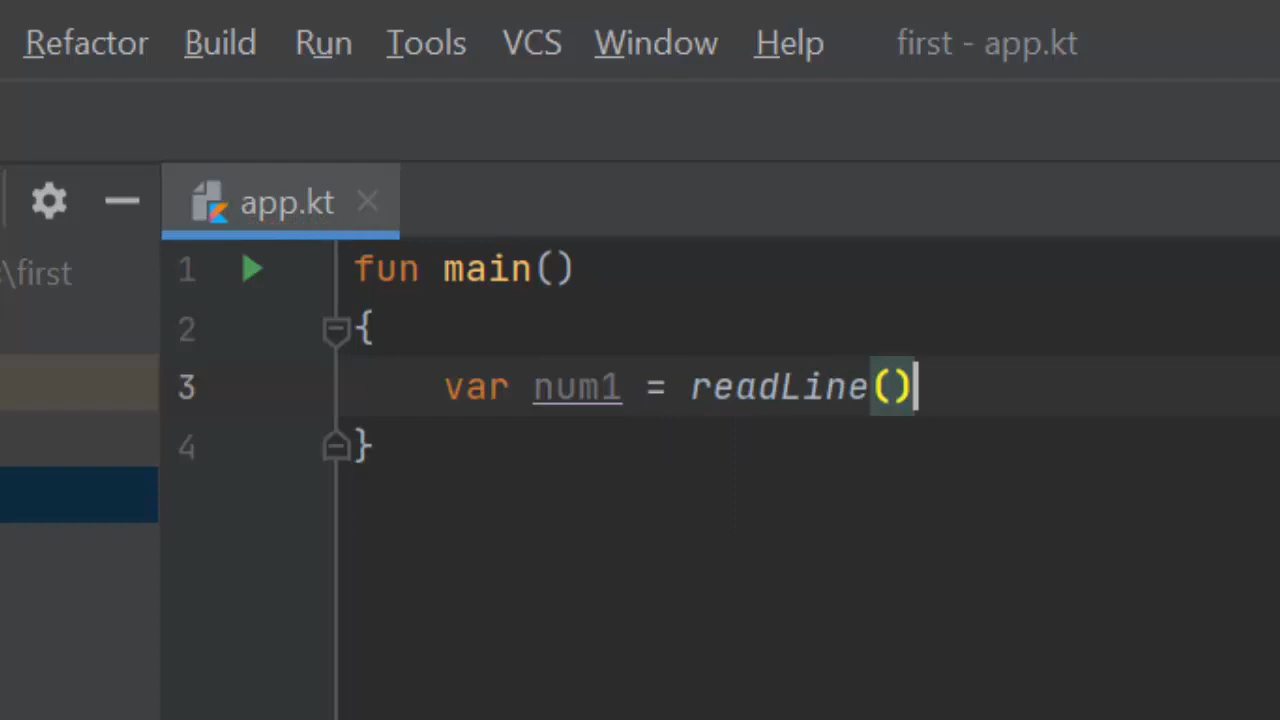 Refactor Build Run Tools VCS Window Help first - app.kt
app.kt
\first
1 fun main()
2 {
3 var num1 = readLine()
4 }